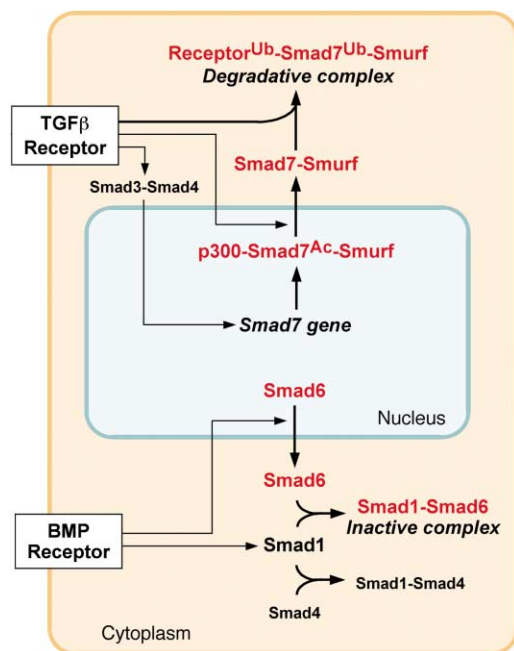 Receptor^Ub-Smad7^Ub-Smurf
Degradative complex
TGFβ
Receptor
Smad7-Smurf
Smad3-Smad4
p300-Smad7^Ac-Smurf
Smad7 gene
Smad6
Nucleus
Smad6
Smad1-Smad6
Inactive complex
BMP
Receptor
Smad1
Smad1-Smad4
Smad4
Cytoplasm